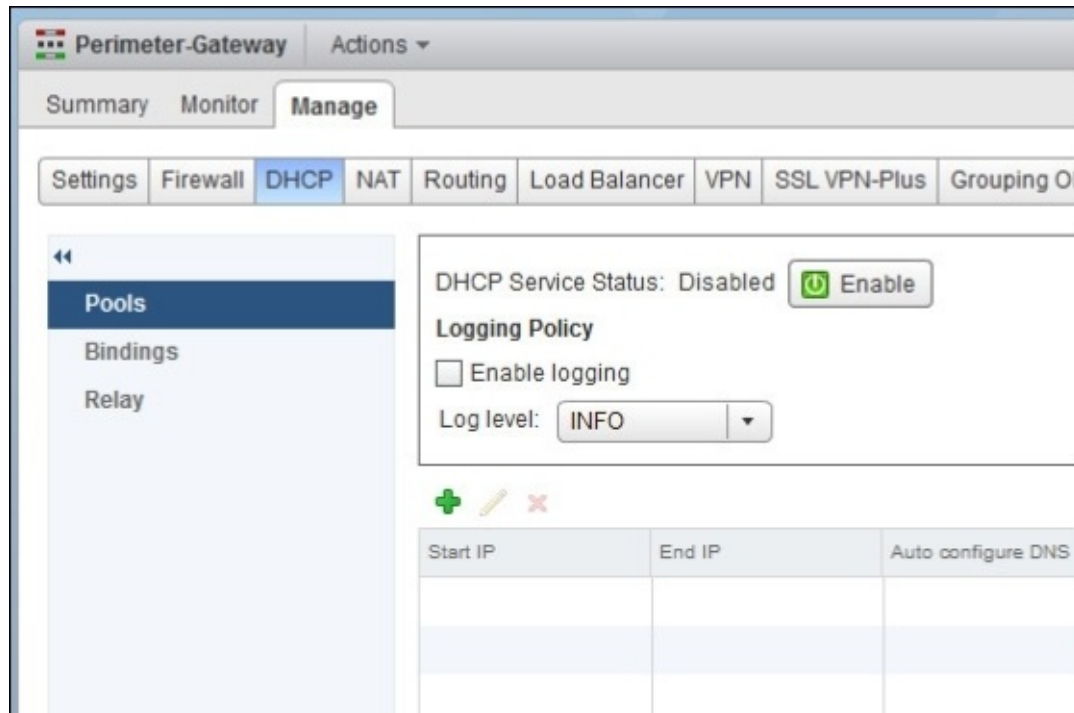 Perimeter-Gateway Actions
Summary Monitor Manage
Settings Firewall DHCP NAT Routing Load Balancer VPN SSL VPN-Plus Grouping
Pools
Bindings
Relay
DHCP Service Status: Disabled Enable
Logging Policy
Enable logging
Log level: INFO
Start IP End IP Auto configure DNS